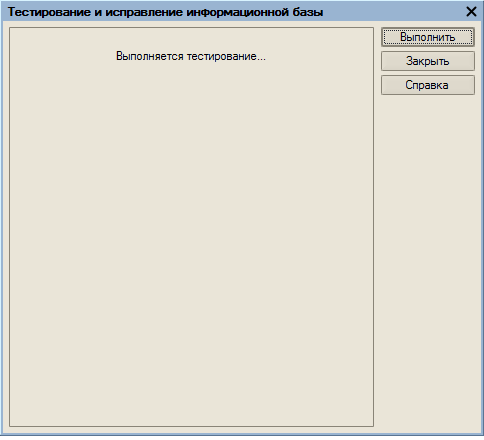 Тестирование и исправление информационной базы
Выполняется тестирование...
Выполнить
Закрыть
Справка